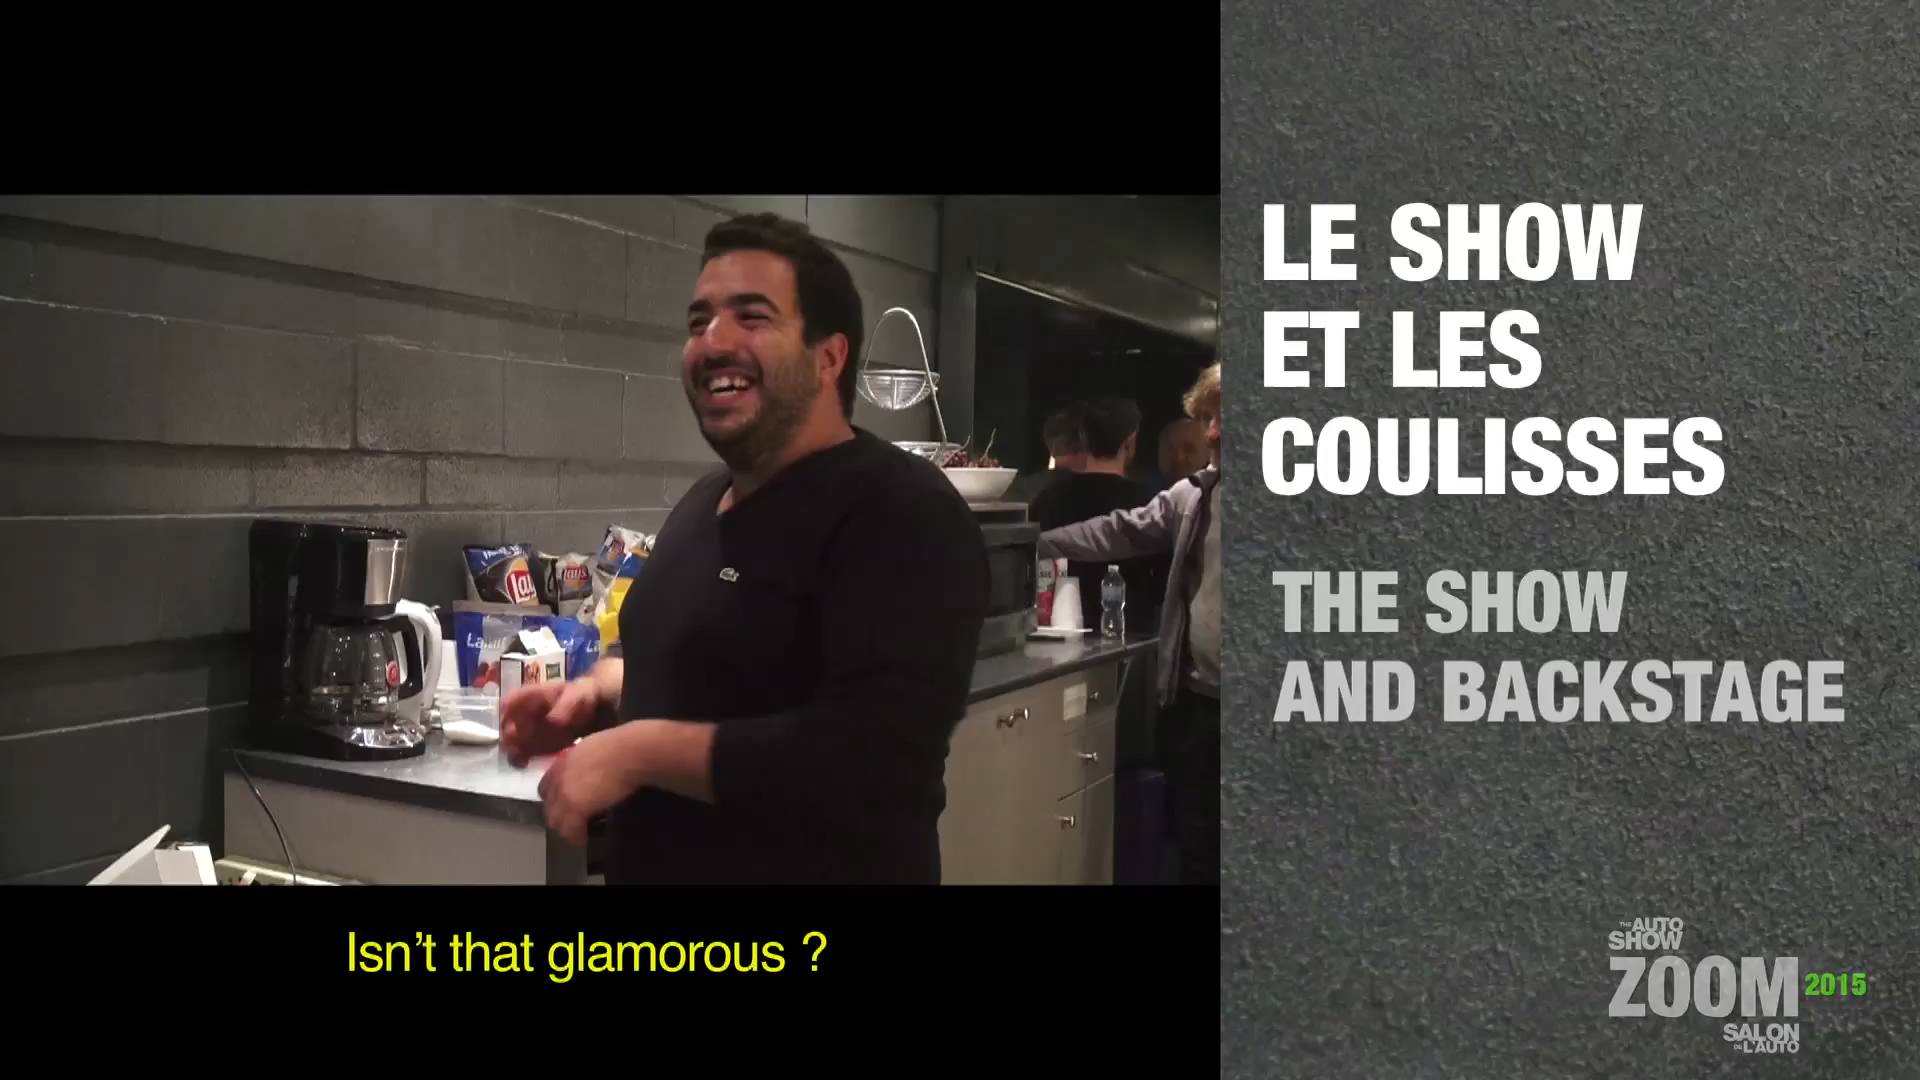 LE SHOW
ET LES
COULISSES
THE SHOW
AND BACKSTAGE
Lay's
Isn't that glamorous ?
THE AUTO
SHOW
ZOOM 2015
SALON
DE L'AUTO